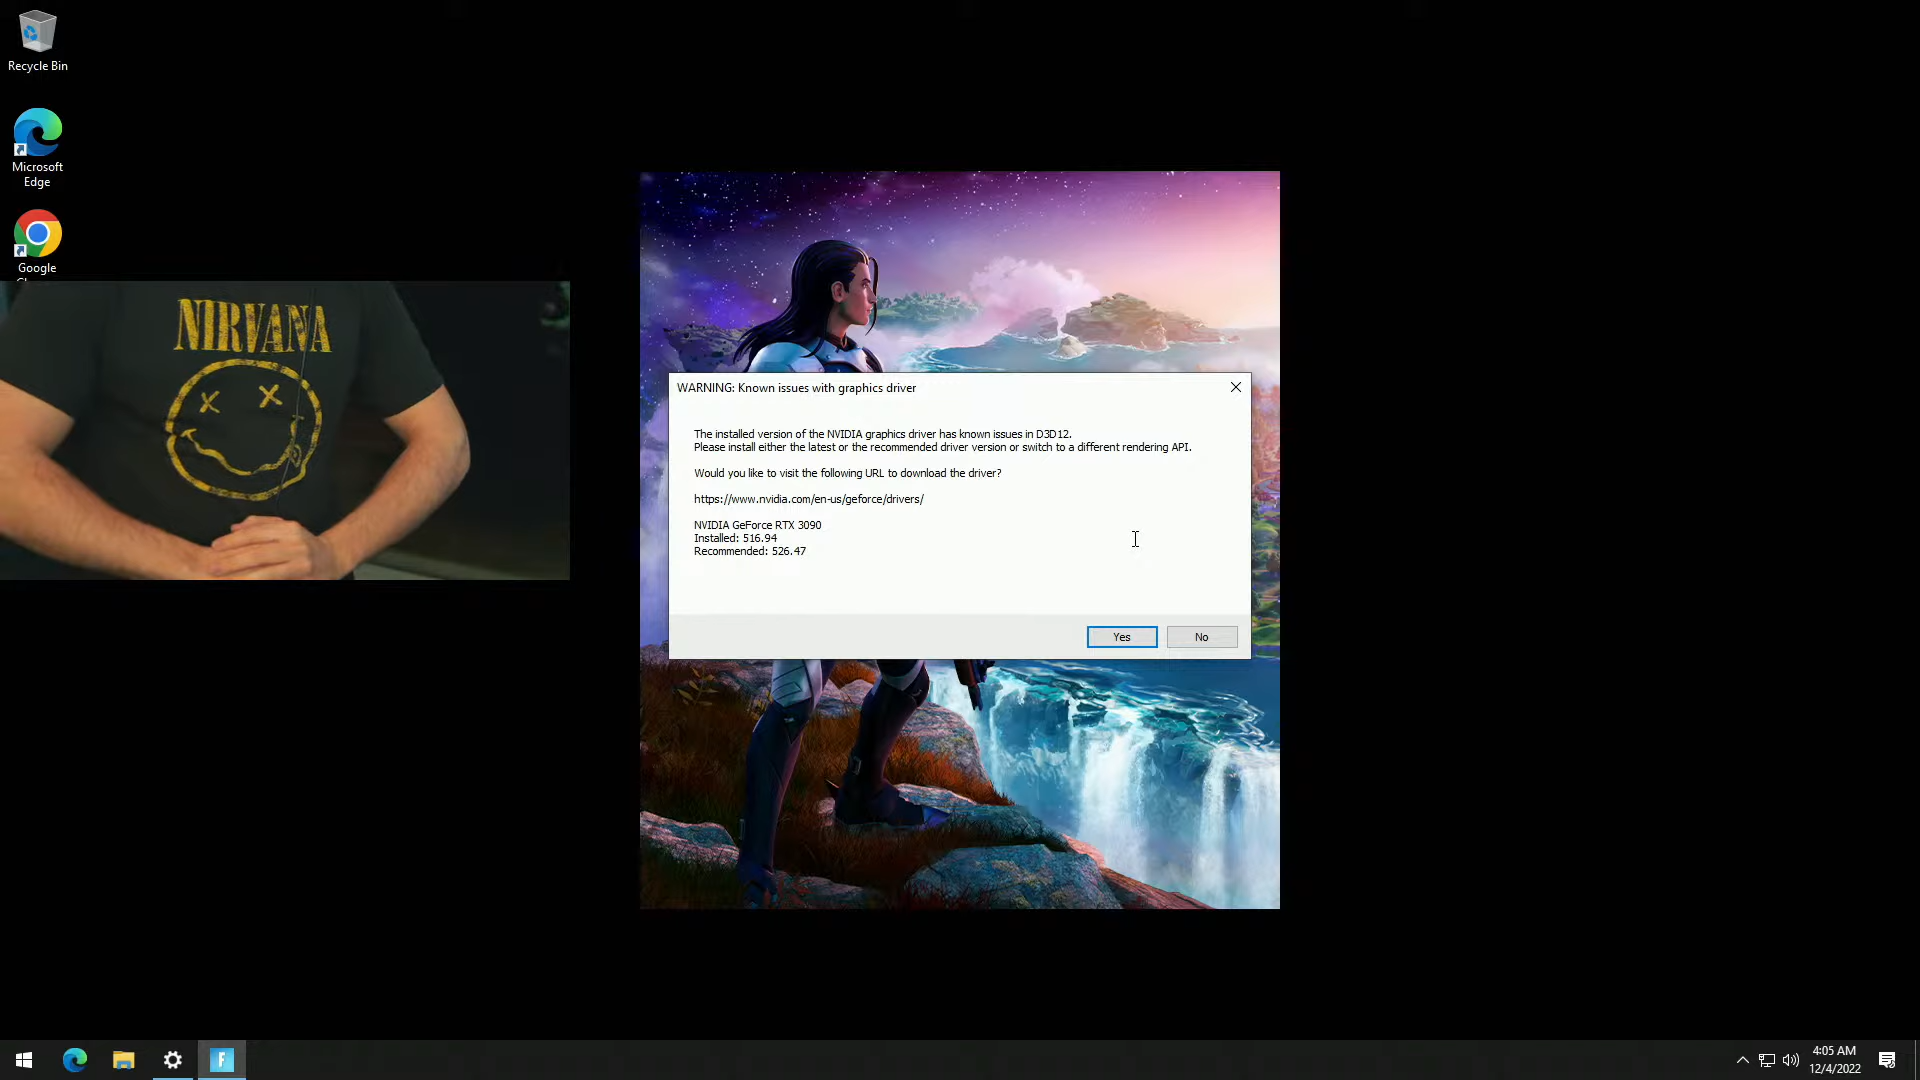 Recycle Bin
Microsoft
Edge
Google
NIRVANA
WARNING: Known issues with graphics driver
The installed version of the NVIDIA graphics driver has known issues in D3D12.
Please install either the latest or the recommended driver version or switch to a different rendering API.
Would you like to visit the following URL to download the driver?
https://www.nvidia.com/en-us/geforce/drivers/
NVIDIA GeForce RTX 3090
Installed: 516.94
Recommended: 526.47
Yes
No
F
4:05 AM
12/4/2022